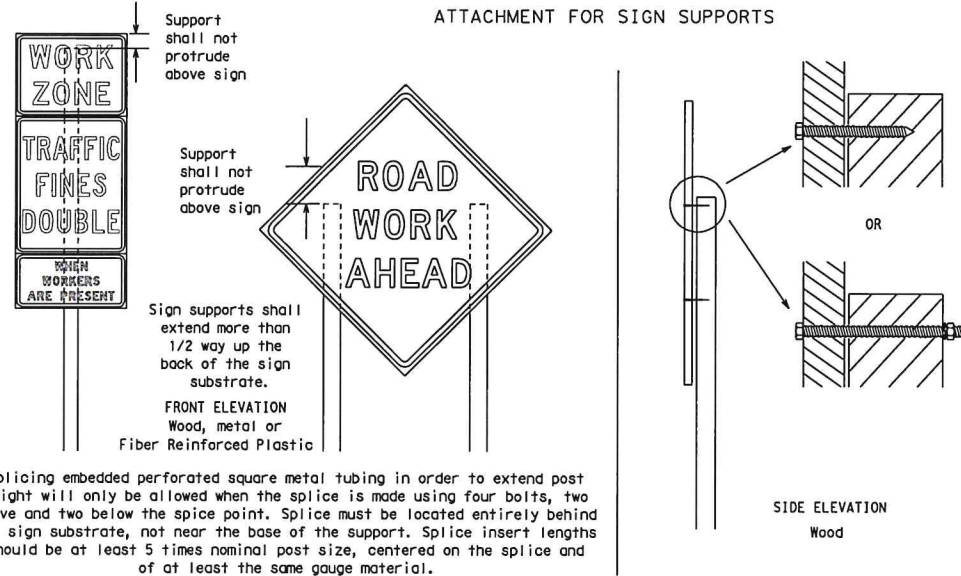 ATTACHMENT FOR SIGN SUPPORTS
Support
shall not
protrude
above sign
WORK
ZONE
TRAFFIC
FINES
DOUBLE
WHEN
WORKERS
ARE PRESENT
Support
shall not
protrude
above sign
ROAD
WORK
AHEAD
Sign supports shall
extend more than
1/2 way up the
back of the sign
substrate.
FRONT ELEVATION
Wood, metal or
Fiber Reinforced Plastic
OR
SIDE ELEVATION
Wood
plicing embedded perforated square metal tubing in order to extend post
ight will only be allowed when the splice is made using four bolts, two
ve and two below the spice point. Splice must be located entirely behind
sign substrate, not near the base of the support. Splice insert lengths
ould be at least 5 times nominal post size, centered on the splice and
of at least the same gauge material.